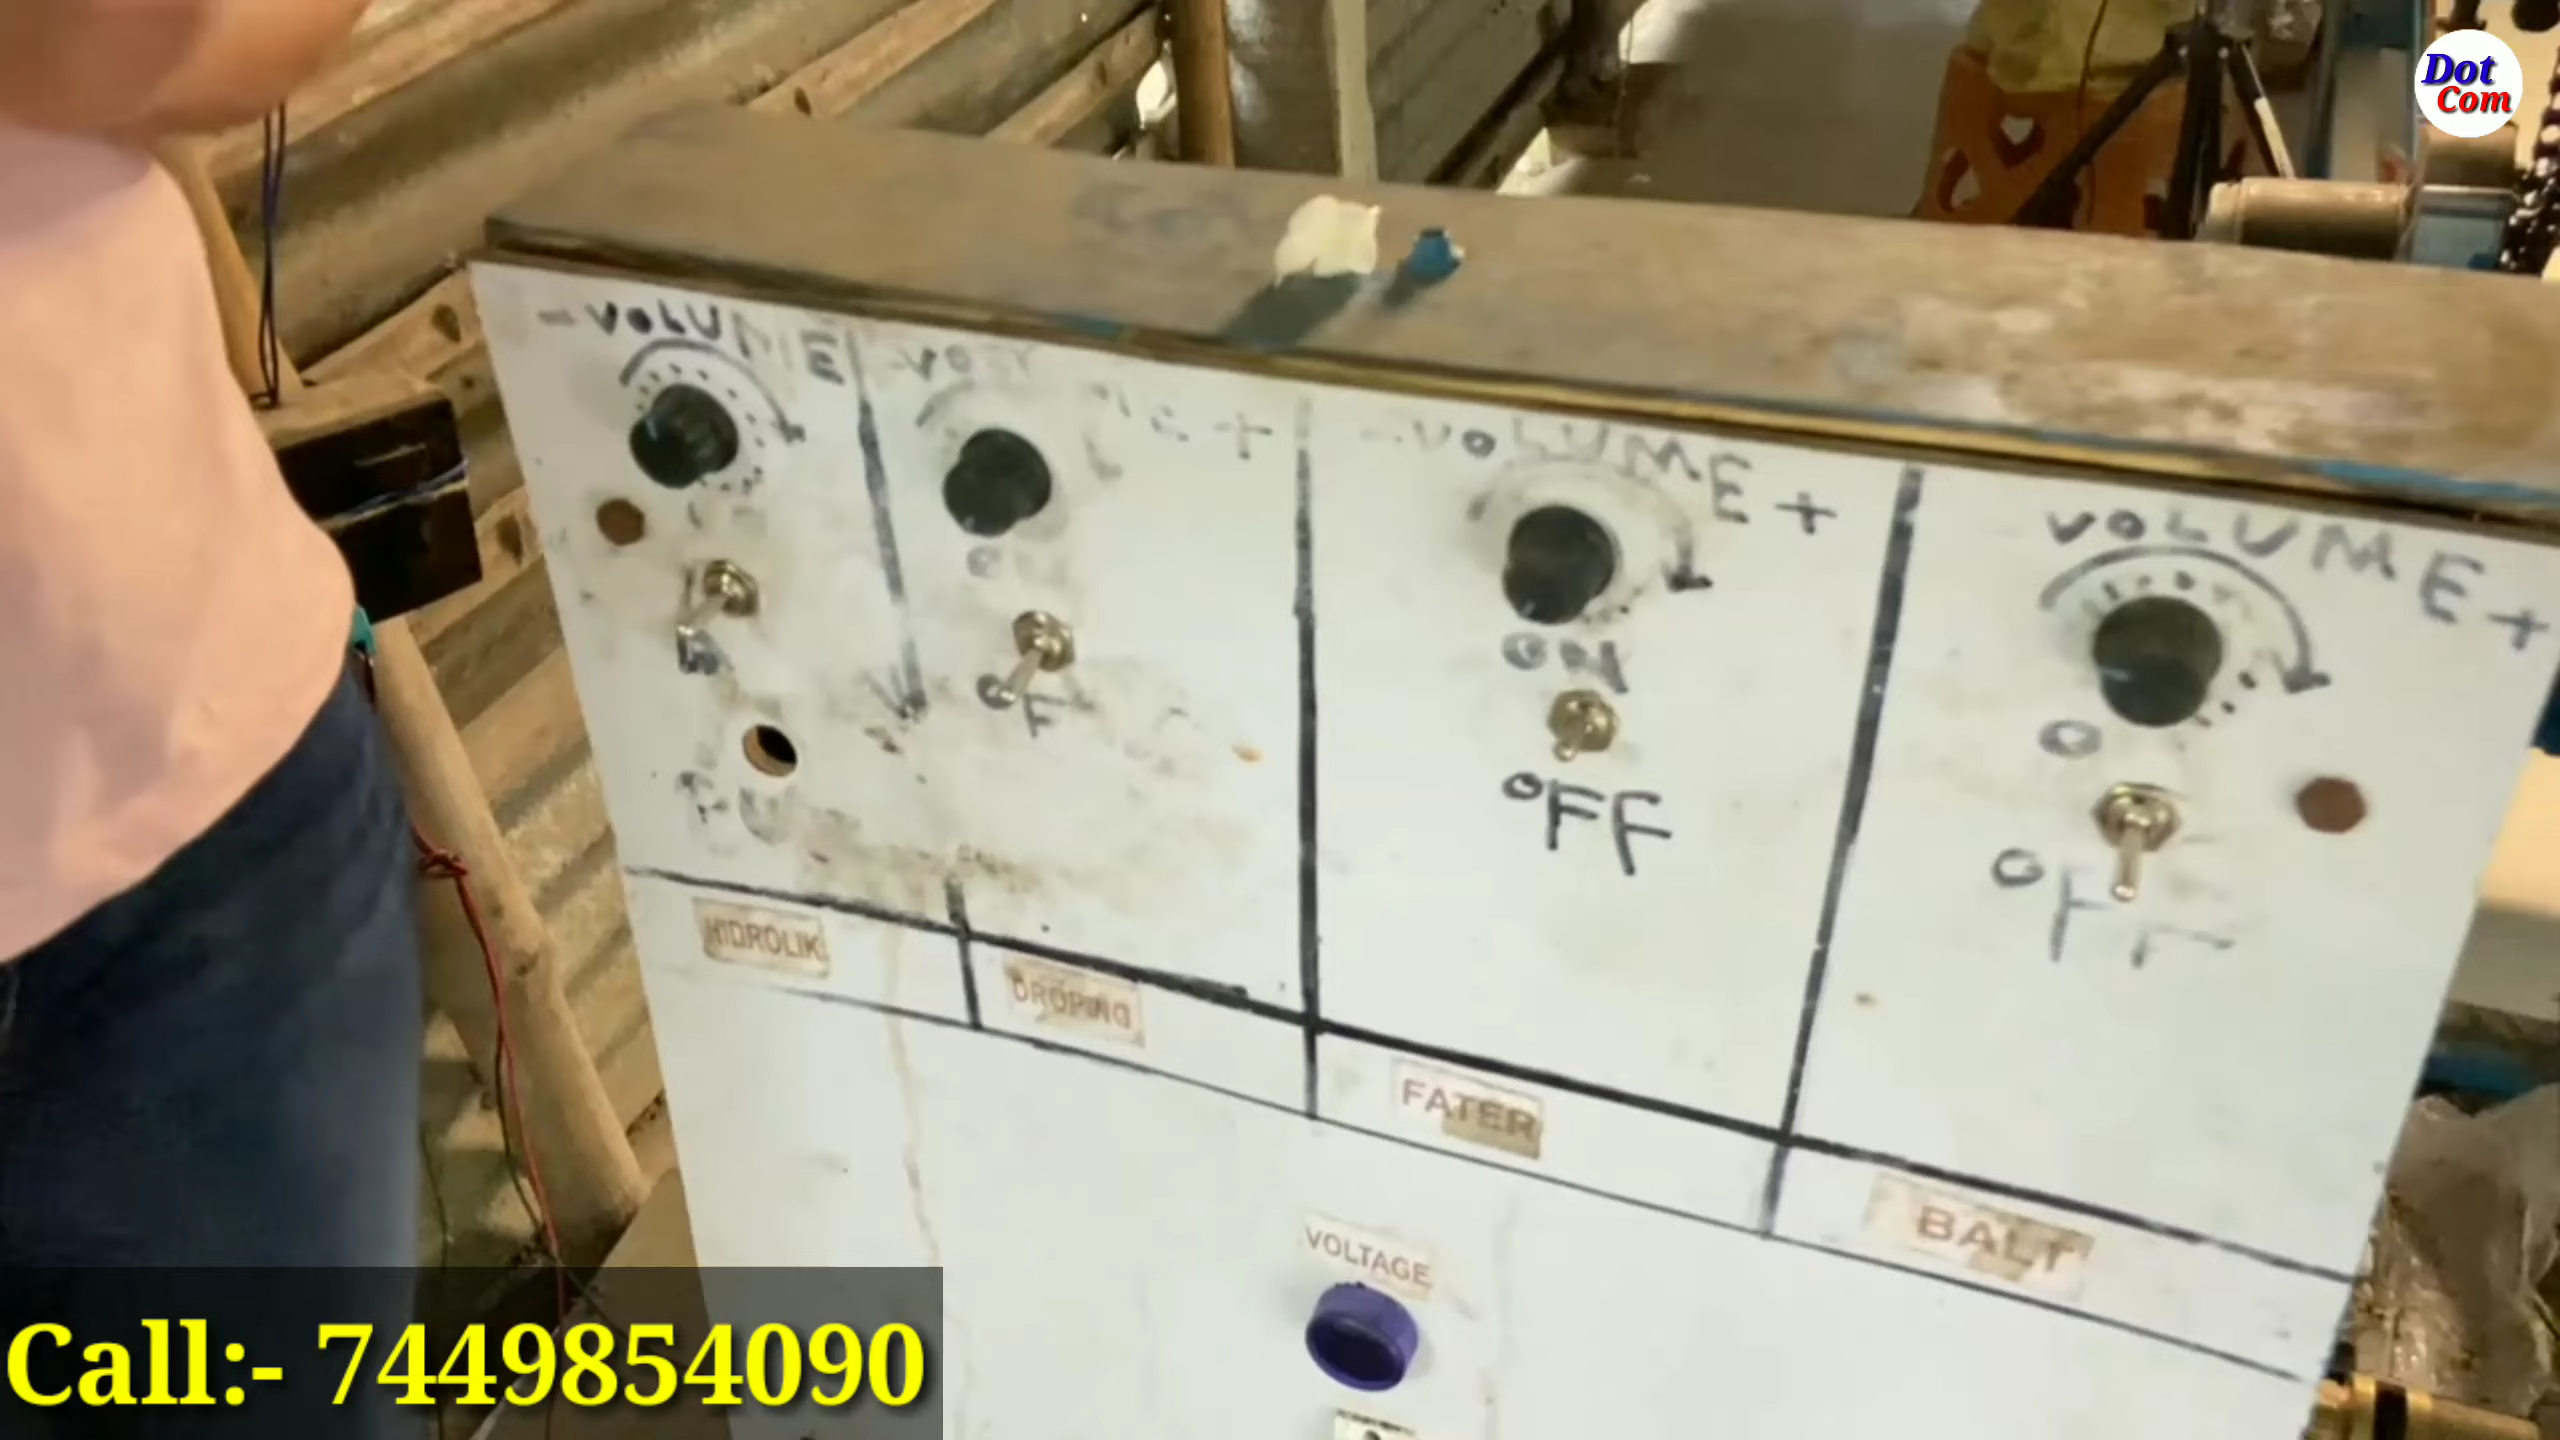 Dot
Com
- VOLUME
+
- VOLUME +
VOLUME +
ON
OFF
OFF
HIDROLIK
DROPING
FATER
BALT
VOLTAGE
Call:- 7449854090